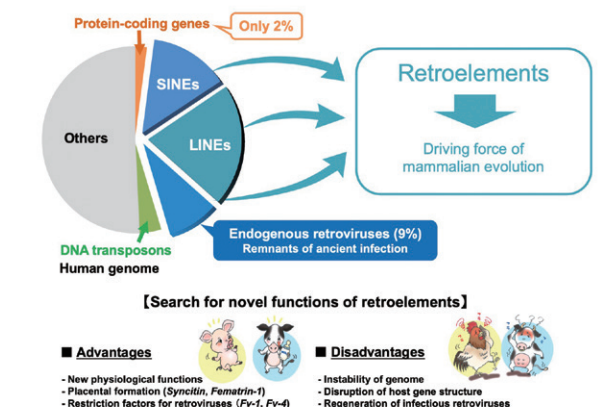 Protein-coding genes
Only 2%
SINEs
Others
LINEs
Retroelements
Driving force of
mammalian evolution
Endogenous retroviruses (9%)
Remnants of ancient infection
DNA transposons
Human genome
【Search for novel functions of retroelements】
■ Advantages
- New physiological functions
- Placental formation (Syncitin, Fematrin-1)
- Restriction factors for retroviruses (Fv-1, Fv-4)
■ Disadvantages
- Instability of genome
- Disruption of host gene structure
- Regeneration of infectious retroviruses